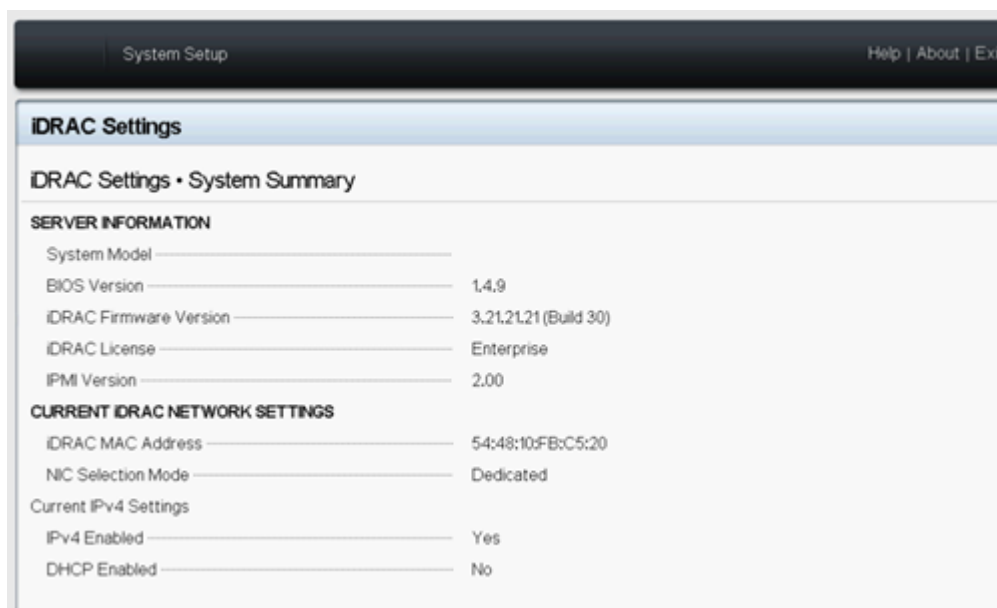 System Setup
Help | About | Exi
iDRAC Settings
iDRAC Settings • System Summary
SERVER INFORMATION
System Model
BIOS Version 1.4.9
iDRAC Firmware Version 3.21.21.21 (Build 30)
iDRAC License Enterprise
IPMI Version 2.00
CURRENT iDRAC NETWORK SETTINGS
iDRAC MAC Address 54:48:10:FB:C5:20
NIC Selection Mode Dedicated
Current IPv4 Settings
IPv4 Enabled Yes
DHCP Enabled No